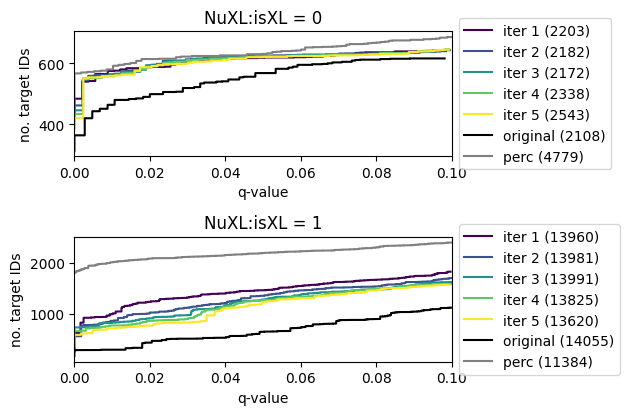 NuXL:isXL = 0
no. target IDs
600
400
0.00 0.02 0.04 0.06 0.08 0.10
q-value
iter 1 (2203)
iter 2 (2182)
iter 3 (2172)
iter 4 (2338)
iter 5 (2543)
original (2108)
perc (4779)
NuXL:isXL = 1
no. target IDs
2000
1000
0.00 0.02 0.04 0.06 0.08 0.10
q-value
iter 1 (13960)
iter 2 (13981)
iter 3 (13991)
iter 4 (13825)
iter 5 (13620)
original (14055)
perc (11384)